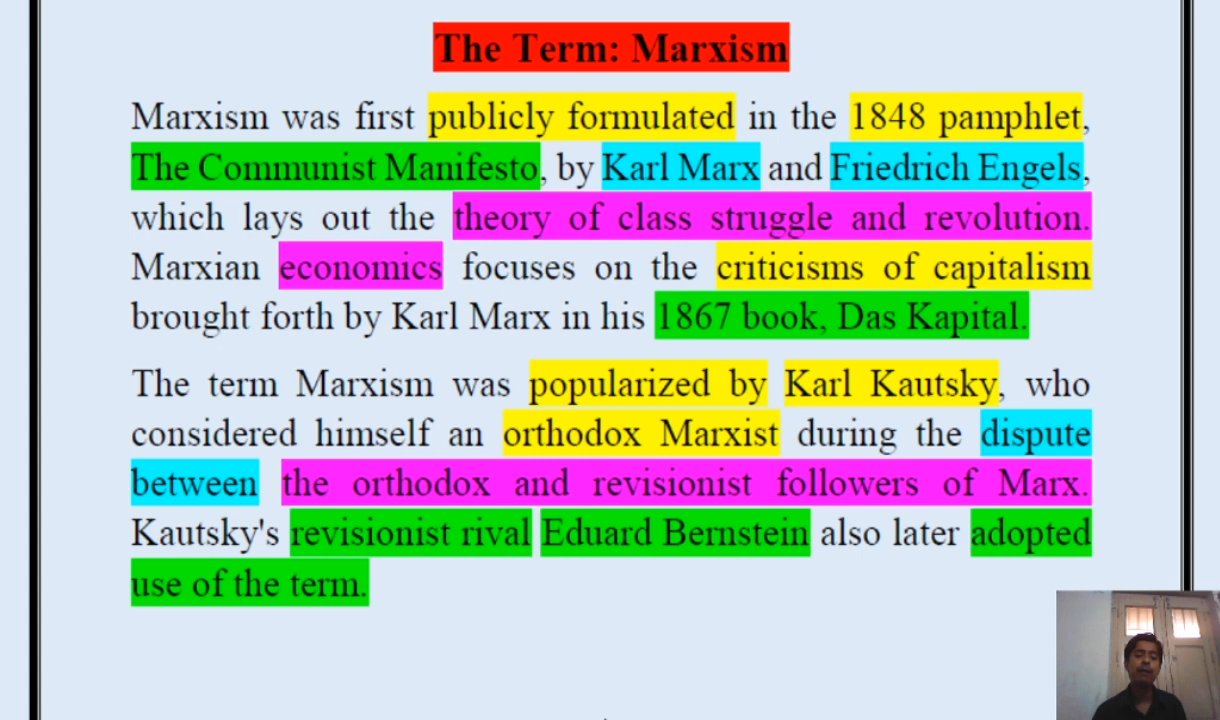 The Term: Marxism
Marxism was first publicly formulated in the 1848 pamphlet,
The Communist Manifesto, by Karl Marx and Friedrich Engels,
which lays out the theory of class struggle and revolution.
Marxian economics focuses on the criticisms of capitalism
brought forth by Karl Marx in his 1867 book, Das Kapital.
The term Marxism was popularized by Karl Kautsky, who
considered himself an orthodox Marxist during the dispute
between the orthodox and revisionist followers of Marx.
Kautsky's revisionist rival Eduard Bernstein also later adopted
use of the term.